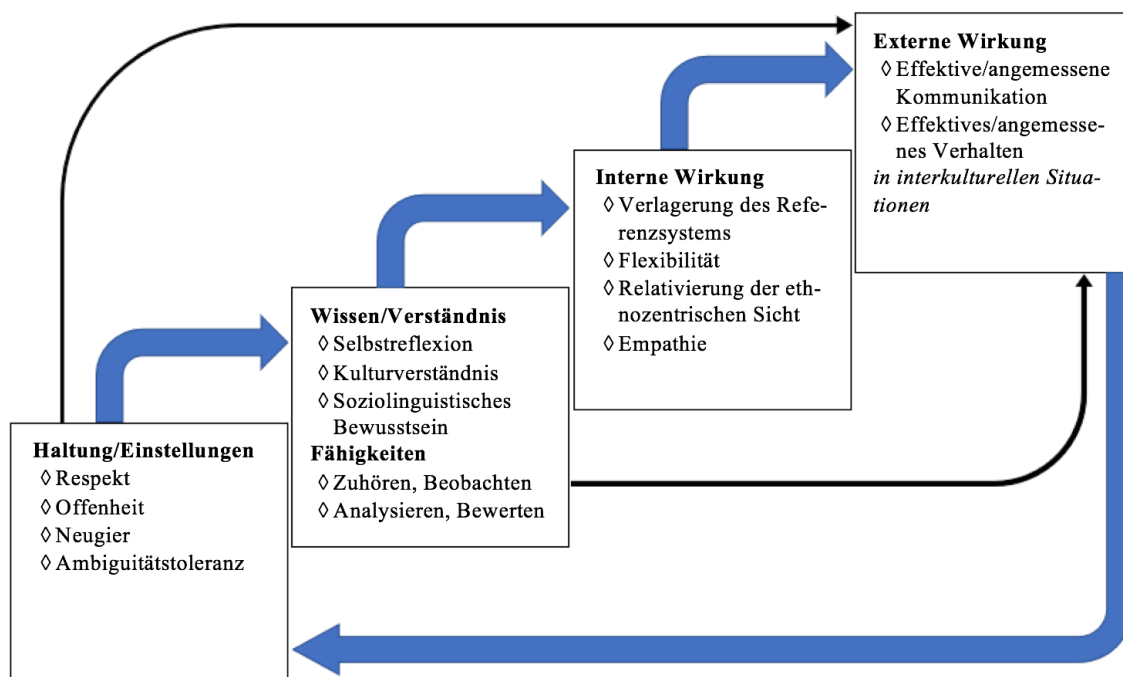 Externe Wirkung
◊ Effektive/angemessene
Kommunikation
◊ Effektives/angemesse-
nes Verhalten
in interkulturellen Situa-
tionen
Interne Wirkung
◊ Verlagerung des Refe-
renzsystems
◊ Flexibilität
◊ Relativierung der eth-
nozentrischen Sicht
◊ Empathie
Wissen/Verständnis
◊ Selbstreflexion
◊ Kulturverständnis
◊ Soziolinguistisches
Bewusstsein
Fähigkeiten
◊ Zuhören, Beobachten
◊ Analysieren, Bewerten
Haltung/Einstellungen
◊ Respekt
◊ Offenheit
◊ Neugier
◊ Ambiguitätstoleranz